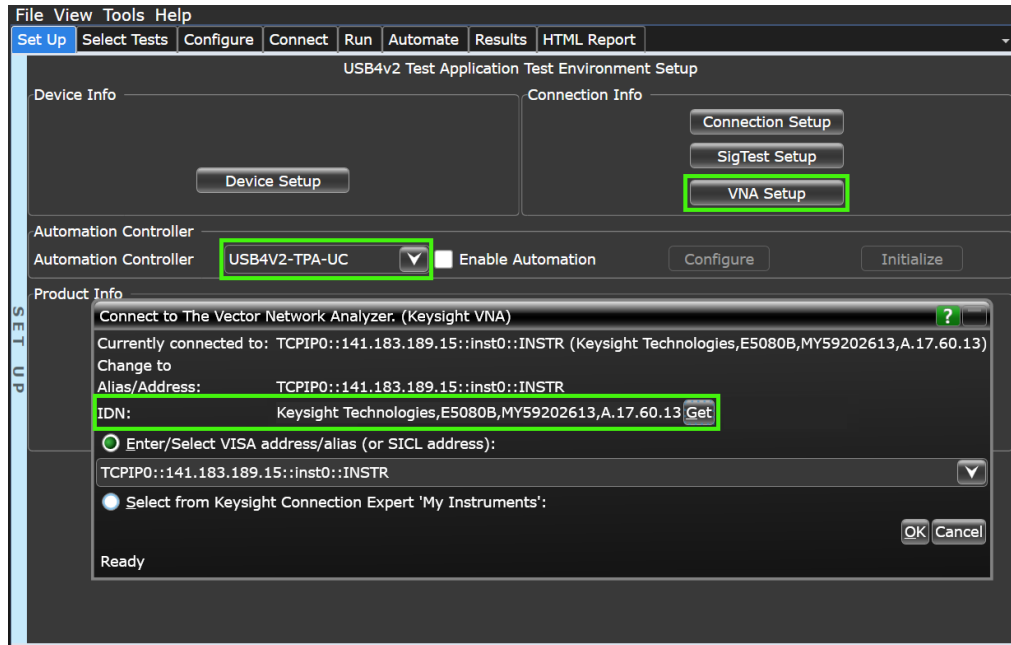 File View Tools Help
Set Up Select Tests Configure Connect Run Automate Results HTML Report
USB4v2 Test Application Test Environment Setup
Device Info
Connection Info
Connection Setup
SigTest Setup
Device Setup
VNA Setup
Automation Controller
Automation Controller USB4V2-TPA-UC Enable Automation Configure Initialize
Product Info
SET UP
Connect to The Vector Network Analyzer. (Keysight VNA) ?
Currently connected to: TCPIP0::141.183.189.15::inst0::INSTR (Keysight Technologies,E5080B,MY59202613,A.17.60.13)
Change to
Alias/Address: TCPIP0::141.183.189.15::inst0::INSTR
IDN: Keysight Technologies,E5080B,MY59202613,A.17.60.13 Get
Enter/Select VISA address/alias (or SICL address):
TCPIP0::141.183.189.15::inst0::INSTR
Select from Keysight Connection Expert 'My Instruments':
OK Cancel
Ready